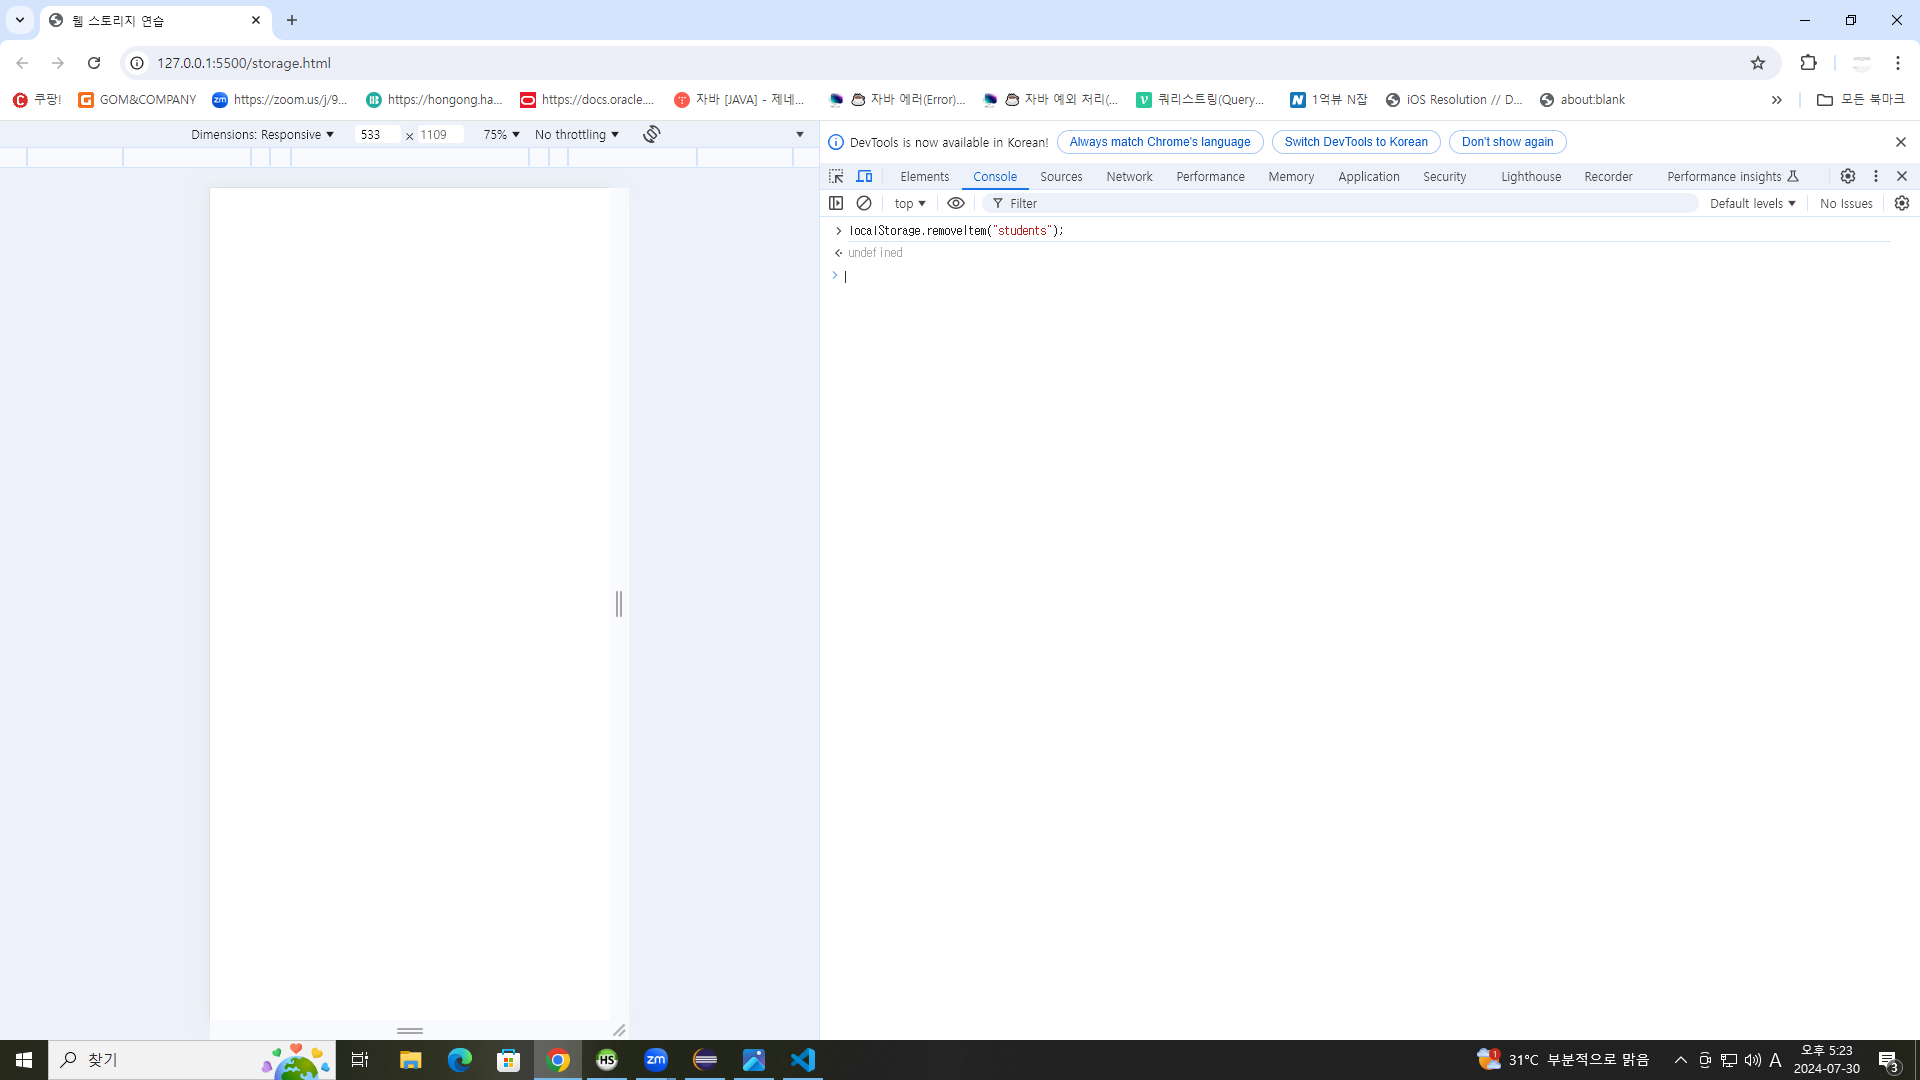 웹 스토리지 연습
127.0.0.1:5500/storage.html
쿠팡! GOM&COMPANY https://zoom.us/j/9... https://hongong.ha... https://docs.oracle.... 자바 [JAVA] - 제네... 자바 에러(Error)... 자바 예외 처리(... 쿼리스트링(Query... 1억뷰 N잡 iOS Resolution // D... about:blank 모든 북마크
Dimensions: Responsive 533 × 1109 75% No throttling
DevTools is now available in Korean! Always match Chrome's language Switch DevTools to Korean Don't show again
Elements Console Sources Network Performance Memory Application Security Lighthouse Recorder Performance insights
top Filter Default levels No Issues
localStorage.removeItem("students");
undefined
찾기
HS
zm
1
31°C 부분적으로 맑음
A
오후 5:23
2024-07-30
3